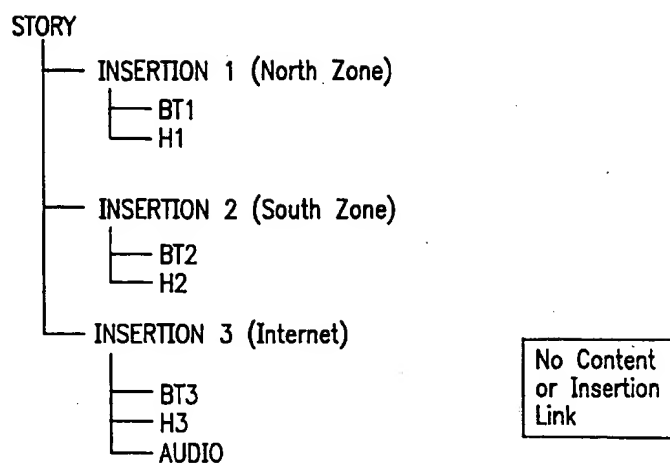 STORY
INSERTION 1 (North Zone)
BT1
H1
INSERTION 2 (South Zone)
BT2
H2
INSERTION 3 (Internet)
BT3
H3
AUDIO
No Content
or Insertion
Link